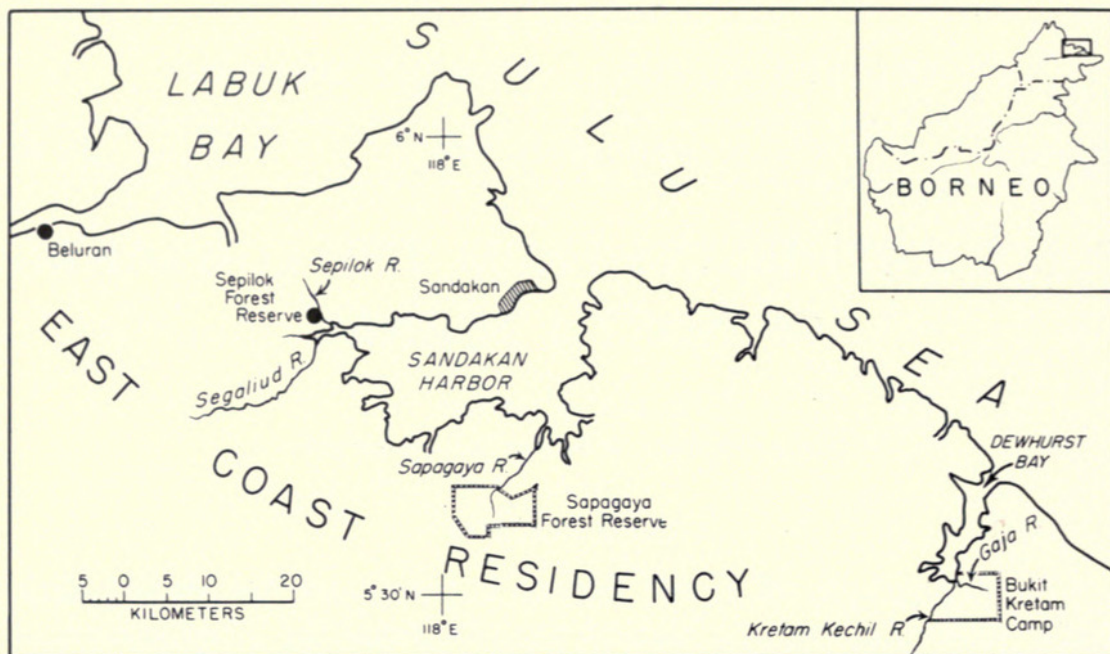 SULU SEA
LABUK
BAY
6° N
118° E
BORNEO
Beluran
Sepilok R.
Sepilok
Forest
Reserve
Sandakan
SANDAKAN
HARBOR
Segaliud R.
EAST COAST RESIDENCY
Sapagaya R.
Sapagaya
Forest Reserve
DEWHURST
BAY
Gaja R.
Bukit
Kretam
Camp
Kretam Kechil R.
5 0 5 10 20
KILOMETERS
5° 30' N
118° E